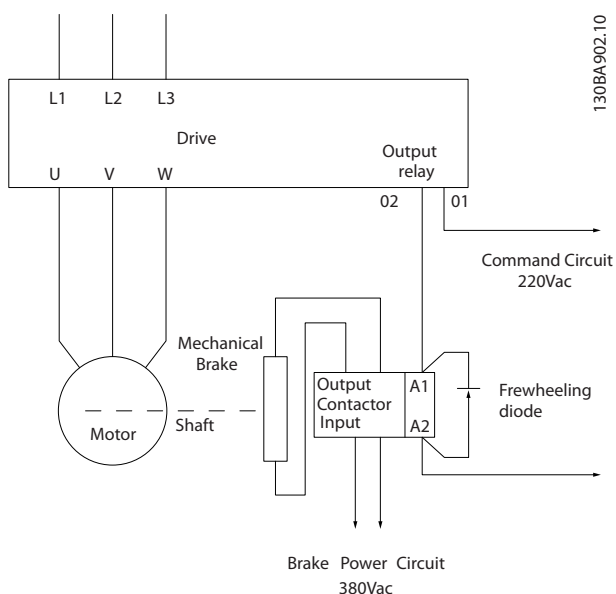 130BA902.10
L1 L2 L3
Drive
U V W
Output
relay
02 01
Command Circuit
220Vac
Mechanical
Brake
Output
Contactor
Input
A1
A2
Frewheeling
diode
Motor
Shaft
Brake Power Circuit
380Vac